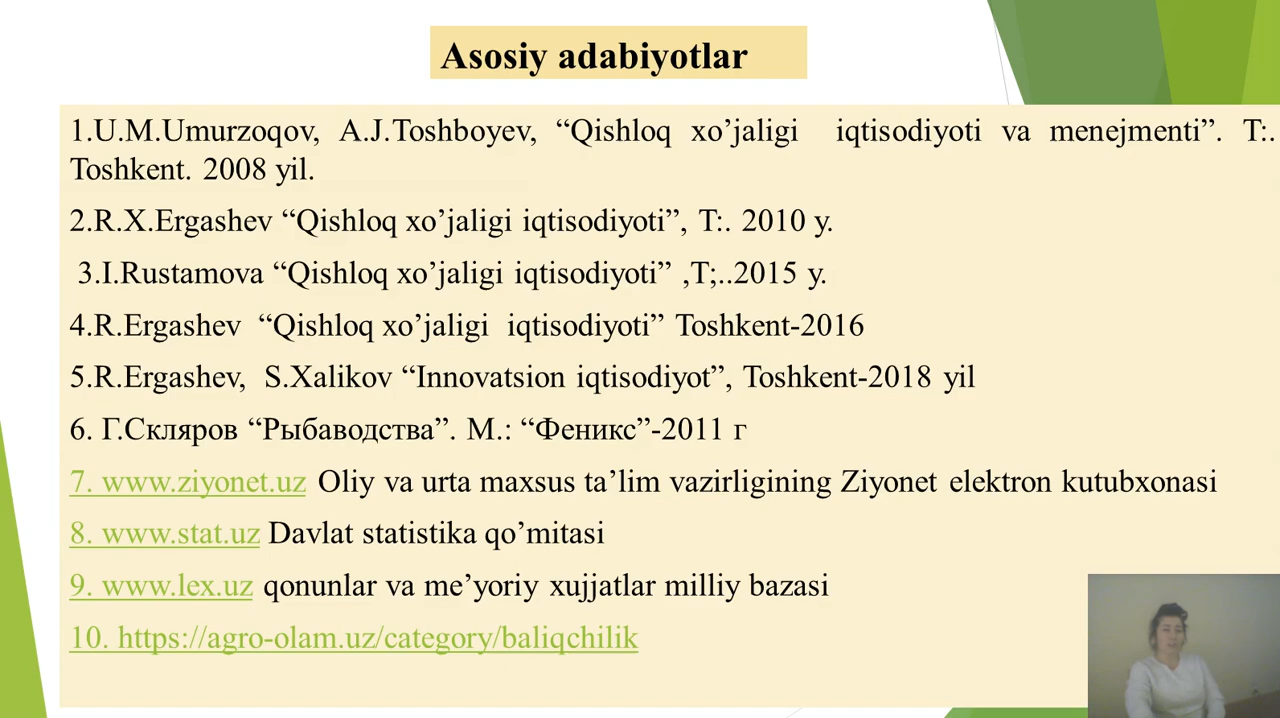 Asosiy adabiyotlar
1.U.M.Umurzoqov, A.J.Toshboyev, “Qishloq xo’jaligi iqtisodiyoti va menejmenti”. T:.
Toshkent. 2008 yil.
2.R.X.Ergashev “Qishloq xo’jaligi iqtisodiyoti”, T:. 2010 y.
3.I.Rustamova “Qishloq xo’jaligi iqtisodiyoti” ,T;..2015 y.
4.R.Ergashev “Qishloq xo’jaligi iqtisodiyoti” Toshkent-2016
5.R.Ergashev, S.Xalikov “Innovatsion iqtisodiyot”, Toshkent-2018 yil
6. Г.Скляров “Рыбаводства”. М.: “Феникс”-2011 г
7. www.ziyonet.uz Oliy va urta maxsus ta’lim vazirligining Ziyonet elektron kutubxonasi
8. www.stat.uz Davlat statistika qo’mitasi
9. www.lex.uz qonunlar va me’yoriy xujjatlar milliy bazasi
10. https://agro-olam.uz/category/baliqchilik